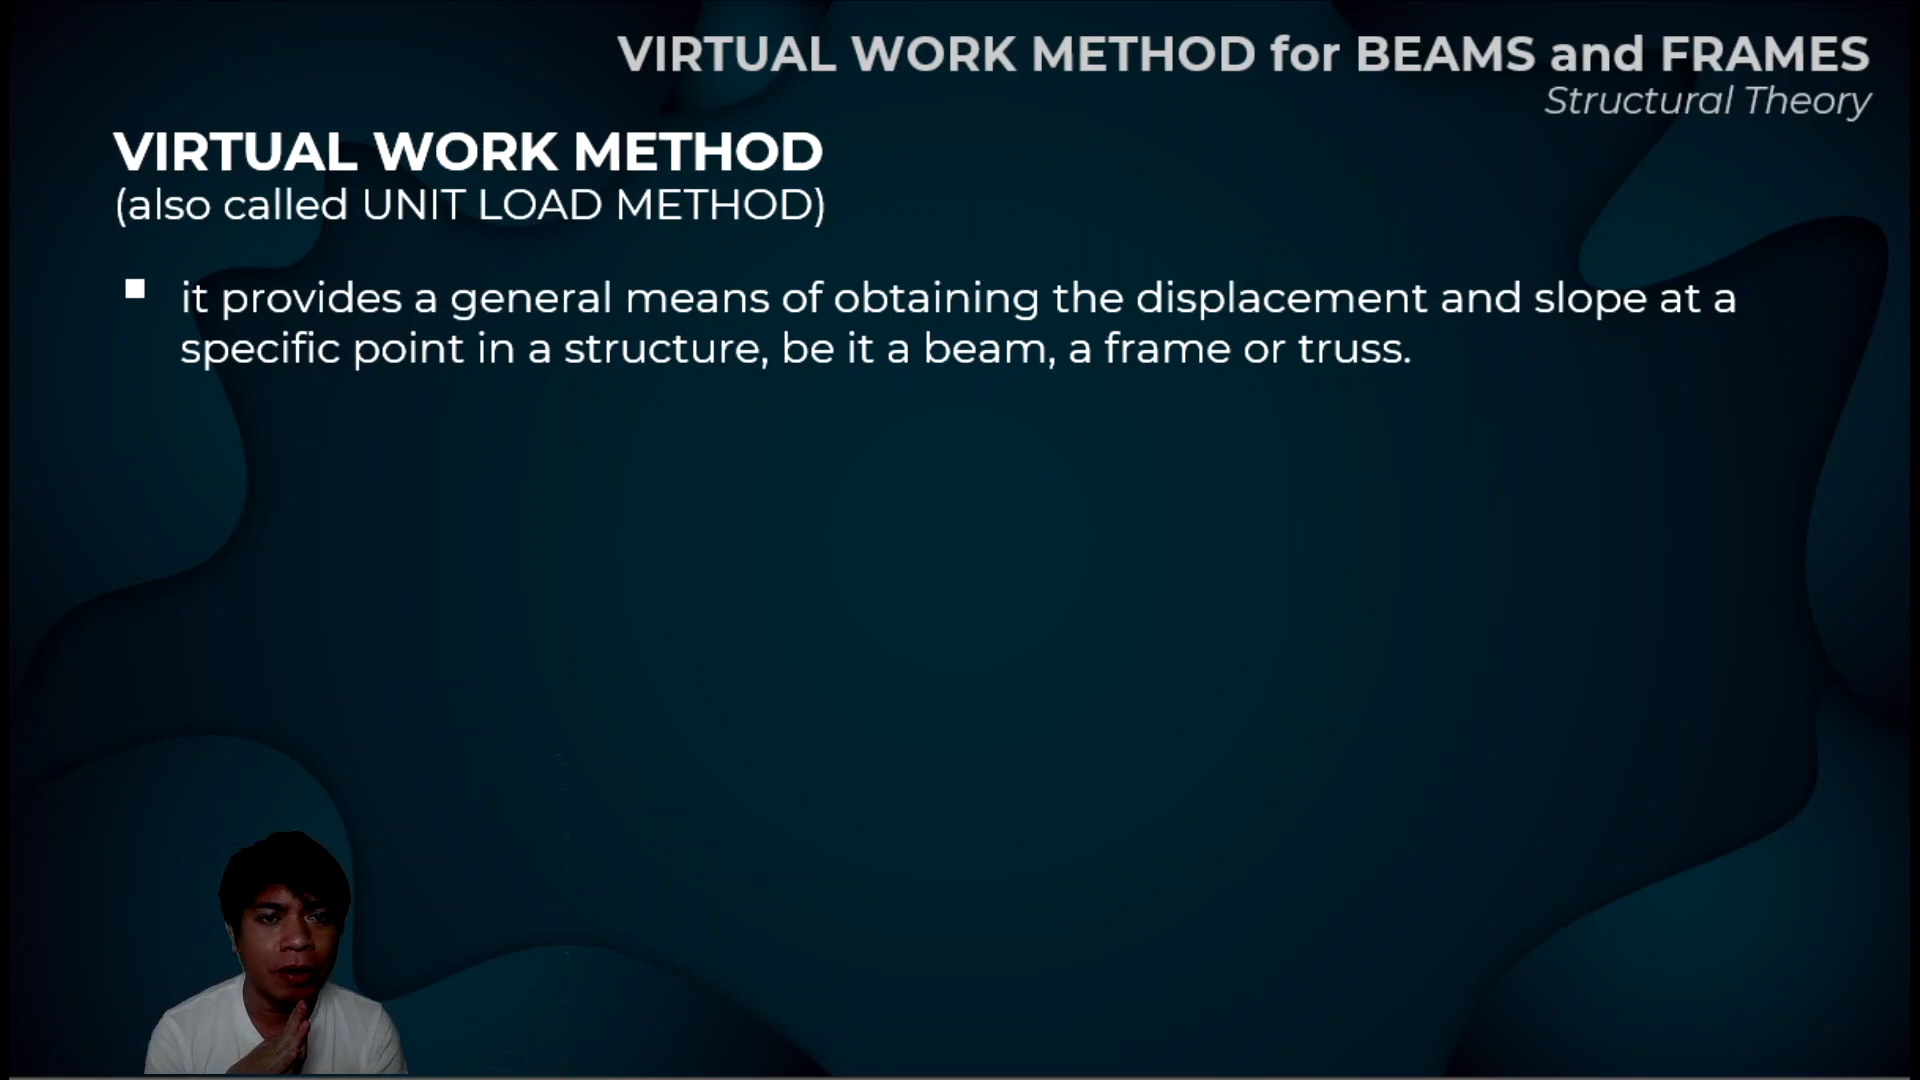 VIRTUAL WORK METHOD for BEAMS and FRAMES
Structural Theory
VIRTUAL WORK METHOD
(also called UNIT LOAD METHOD)
it provides a general means of obtaining the displacement and slope at a
specific point in a structure, be it a beam, a frame or truss.